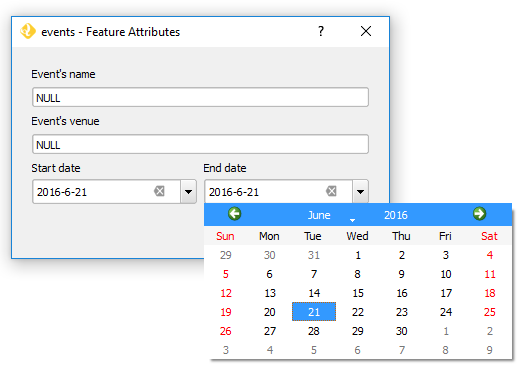 events - Feature Attributes ?
Event's name
NULL
Event's venue
NULL
Start date End date
2016-6-21 2016-6-21
June 2016
Sun Mon Tue Wed Thu Fri Sat
29 30 31 1 2 3 4
5 6 7 8 9 10 11
12 13 14 15 16 17 18
19 20 21 22 23 24 25
26 27 28 29 30 1 2
3 4 5 6 7 8 9